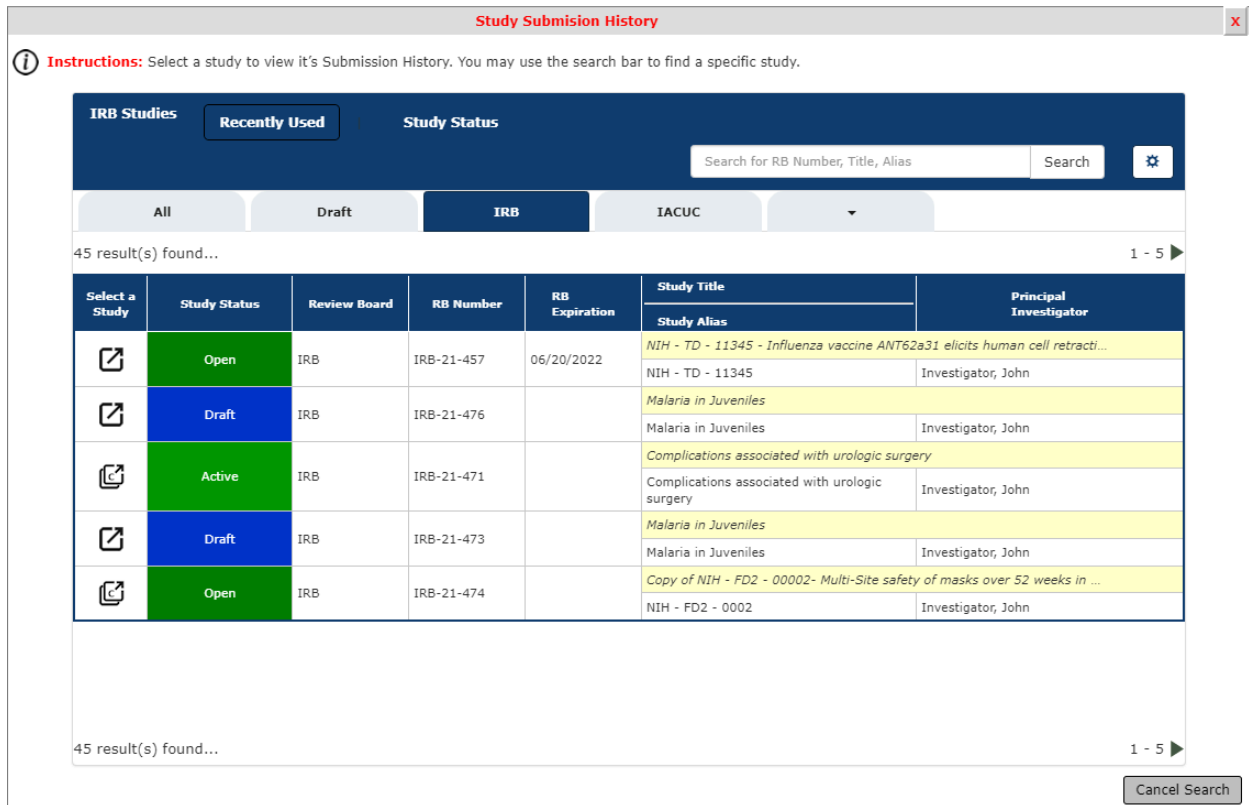 Study Submision History
x
Instructions: Select a study to view it's Submission History. You may use the search bar to find a specific study.
IRB Studies
Recently Used
Study Status
Search for RB Number, Title, Alias
Search
All
Draft
IRB
IACUC
45 result(s) found...
1 - 5
Select a
Study
Study Status
Review Board
RB Number
RB
Expiration
Study Title
Study Alias
Principal
Investigator
Open
IRB
IRB-21-457
06/20/2022
NIH - TD - 11345 - Influenza vaccine ANT62a31 elicits human cell retracti...
NIH - TD - 11345
Investigator, John
Draft
IRB
IRB-21-476
Malaria in Juveniles
Malaria in Juveniles
Investigator, John
C
Active
IRB
IRB-21-471
Complications associated with urologic surgery
Complications associated with urologic
surgery
Investigator, John
Draft
IRB
IRB-21-473
Malaria in Juveniles
Malaria in Juveniles
Investigator, John
C
Open
IRB
IRB-21-474
Copy of NIH - FD2 - 00002- Multi-Site safety of masks over 52 weeks in ...
NIH - FD2 - 0002
Investigator, John
45 result(s) found...
1 - 5
Cancel Search